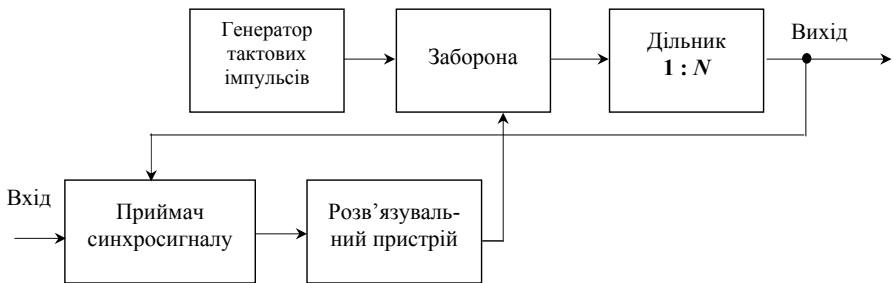 Генератор
тактових
імпульсів
Заборона
Дільник
1 : N
Вихід
Вхід
Приймач
синхросигналу
Розв’язуваль-
ний пристрій